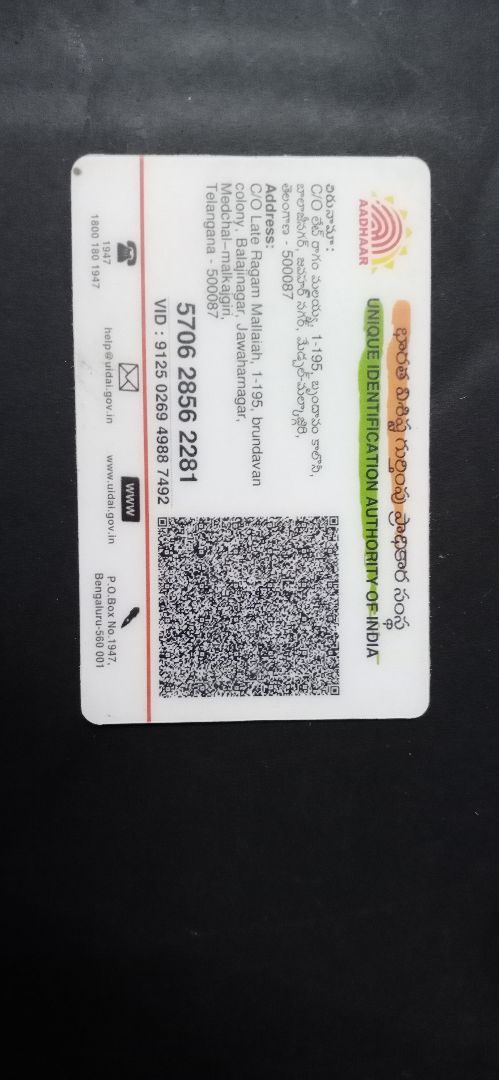 భారత విశిష్ట గుర్తింపు ప్రాధికార సంస్థ
UNIQUE IDENTIFICATION AUTHORITY OF INDIA
AADHAAR
చిరునామా:
C/O లేట్ రాగం మల్లయ్య, 1-195, బృందావం కాలోనీ,
బాలాజీనగర్, జవహర్ నగర్, మేడ్చల్-మల్కాజ్గిరి,
తెలంగాణ - 500087
Address:
C/O Late Ragam Mallaiah, 1-195, brundavan
colony, Balajinagar, Jawaharnagar,
Medchal-malkajgiri,
Telangana - 500087
5706 2856 2281
VID : 9125 0269 4988 7492
1947
1800 180 1947
help@uidai.gov.in
WWW
www.uidai.gov.in
P.O.Box No.1947,
Bengaluru-560 001